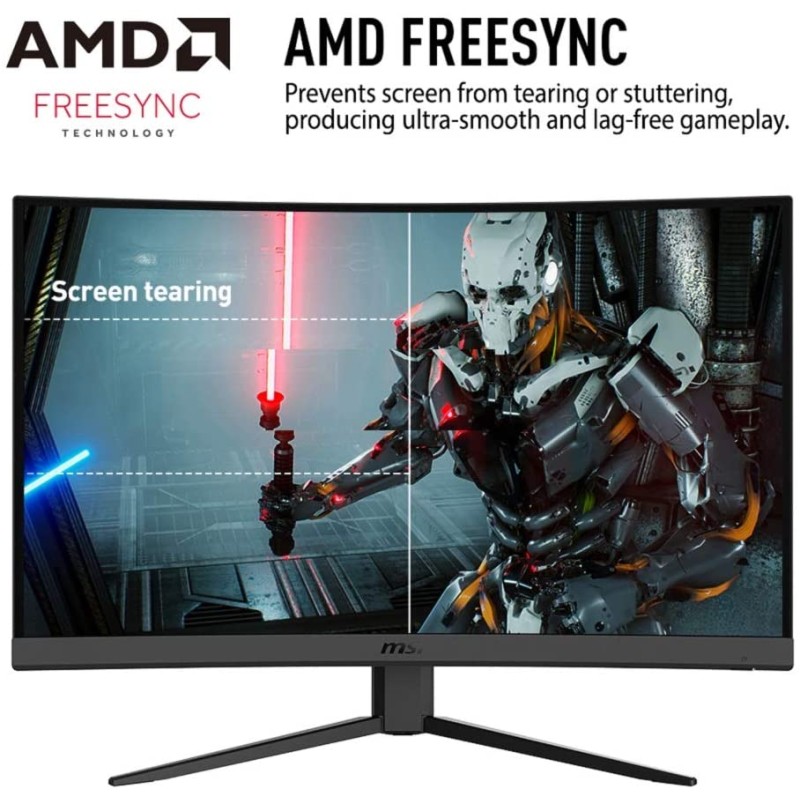 AMD
FREESYNC
TECHNOLOGY
AMD FREESYNC
Prevents screen from tearing or stuttering,
producing ultra-smooth and lag-free gameplay.
Screen tearing
msi